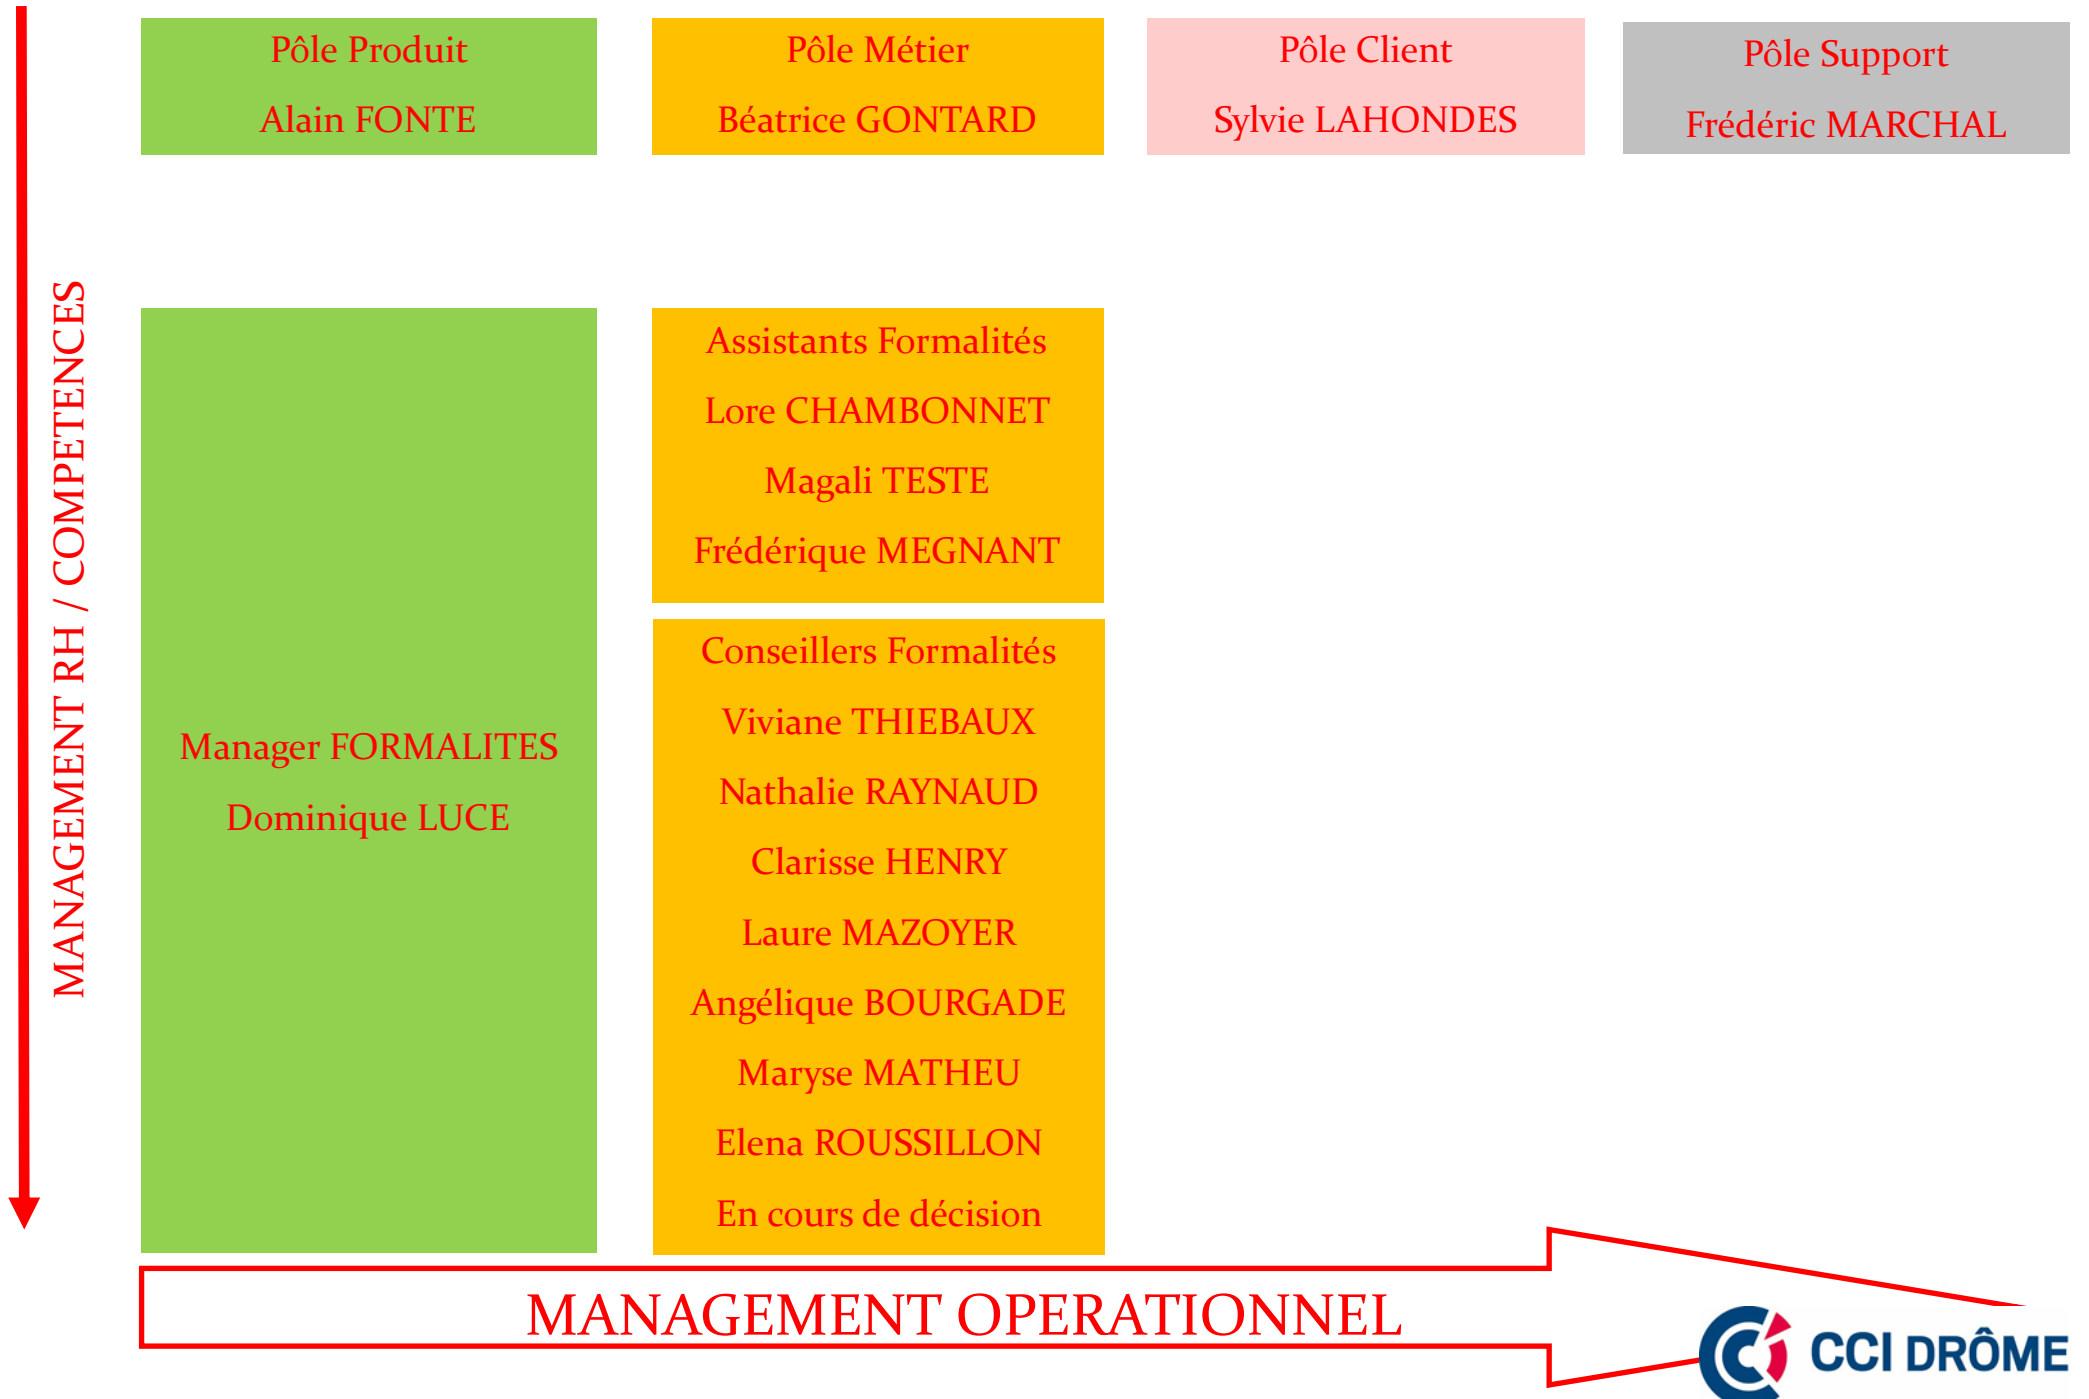 Pôle Produit
Alain FONTE
Pôle Métier
Béatrice GONTARD
Pôle Client
Sylvie LAHONDES
Pôle Support
Frédéric MARCHAL
MANAGEMENT RH / COMPETENCES
Manager FORMALITES
Dominique LUCE
Assistants Formalités
Lore CHAMBONNET
Magali TESTE
Frédérique MEGNANT
Conseillers Formalités
Viviane THIEBAUX
Nathalie RAYNAUD
Clarisse HENRY
Laure MAZOYER
Angélique BOURGADE
Maryse MATHEU
Elena ROUSSILLON
En cours de décision
MANAGEMENT OPERATIONNEL
CCI DRÔME